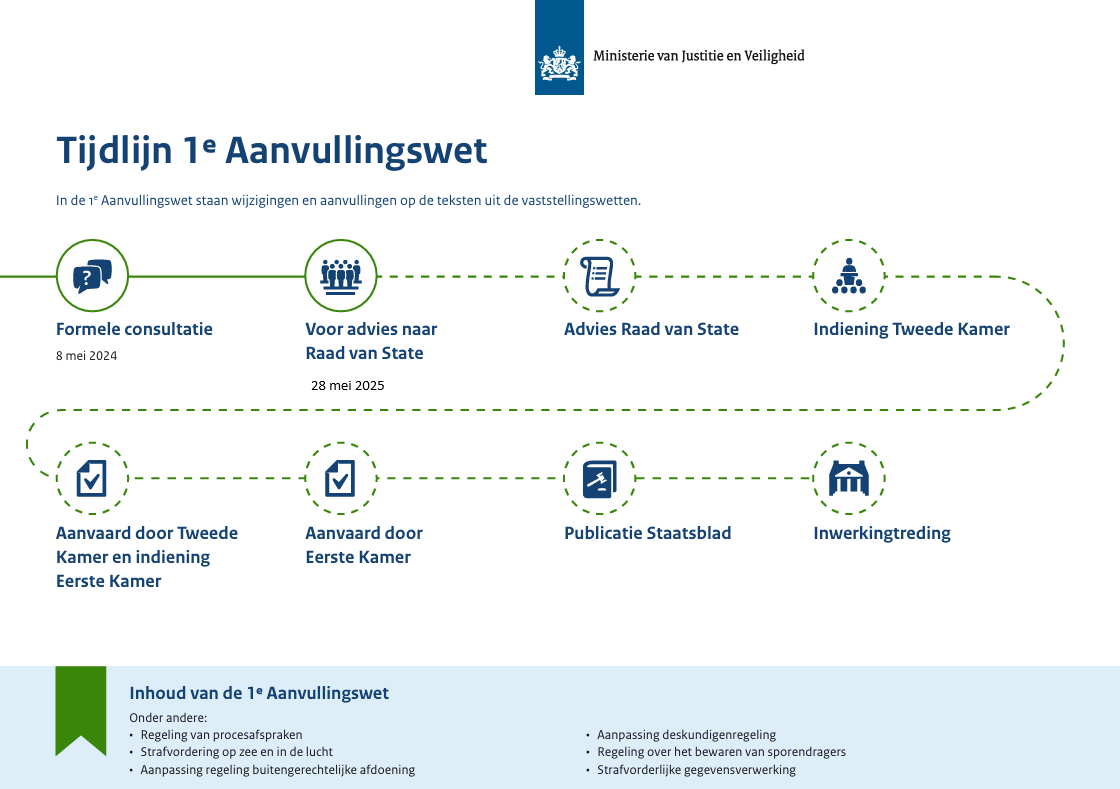 Ministerie van Justitie en Veiligheid
Tijdlijn 1e Aanvullingswet
In de 1e Aanvullingswet staan wijzigingen en aanvullingen op de teksten uit de vaststellingswetten.
?
Formele consultatie
8 mei 2024
Voor advies naar
Raad van State
28 mei 2025
Advies Raad van State
Indiening Tweede Kamer
Aanvaard door Tweede
Kamer en indiening
Eerste Kamer
Aanvaard door
Eerste Kamer
Publicatie Staatsblad
Inwerkingtreding
Inhoud van de 1e Aanvullingswet
Onder andere:
• Regeling van procesafspraken
• Strafvordering op zee en in de lucht
• Aanpassing regeling buitengerechtelijke afdoening
• Aanpassing deskundigenregeling
• Regeling over het bewaren van sporendragers
• Strafvorderlijke gegevensverwerking